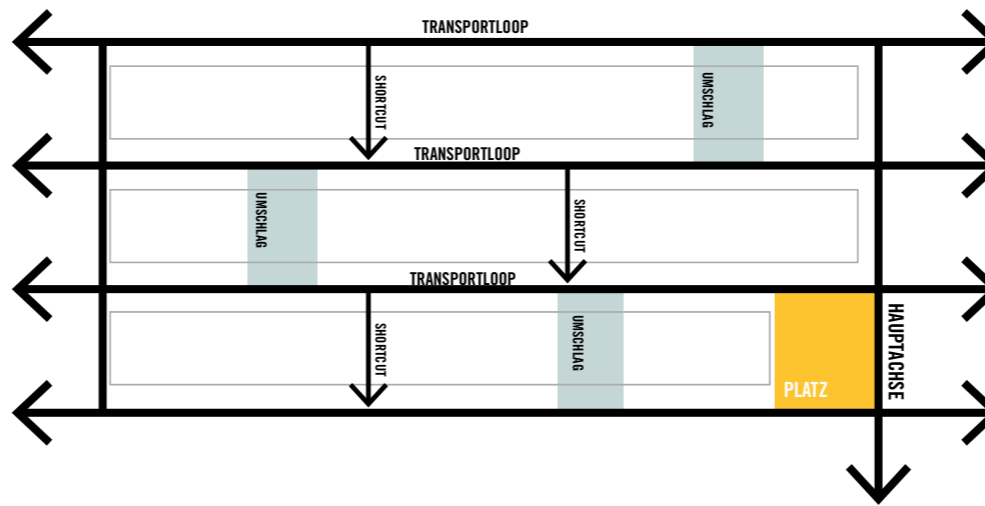 TRANSPORTLOOP
SHORTCUT
UMSCHLAG
TRANSPORTLOOP
UMSCHLAG
SHORTCUT
TRANSPORTLOOP
SHORTCUT
UMSCHLAG
PLATZ
HAUPTACHSE